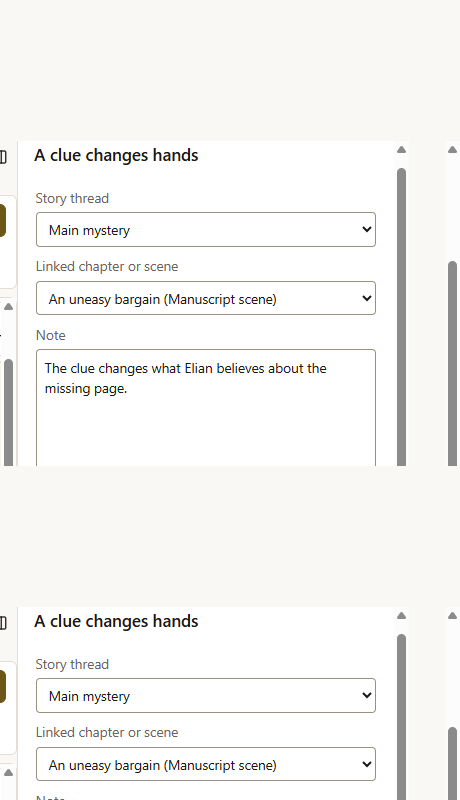 A clue changes hands
Story thread
Main mystery
Linked chapter or scene
An uneasy bargain (Manuscript scene)
Note
The clue changes what Elian believes about the
missing page.
A clue changes hands
Story thread
Main mystery
Linked chapter or scene
An uneasy bargain (Manuscript scene)
Note